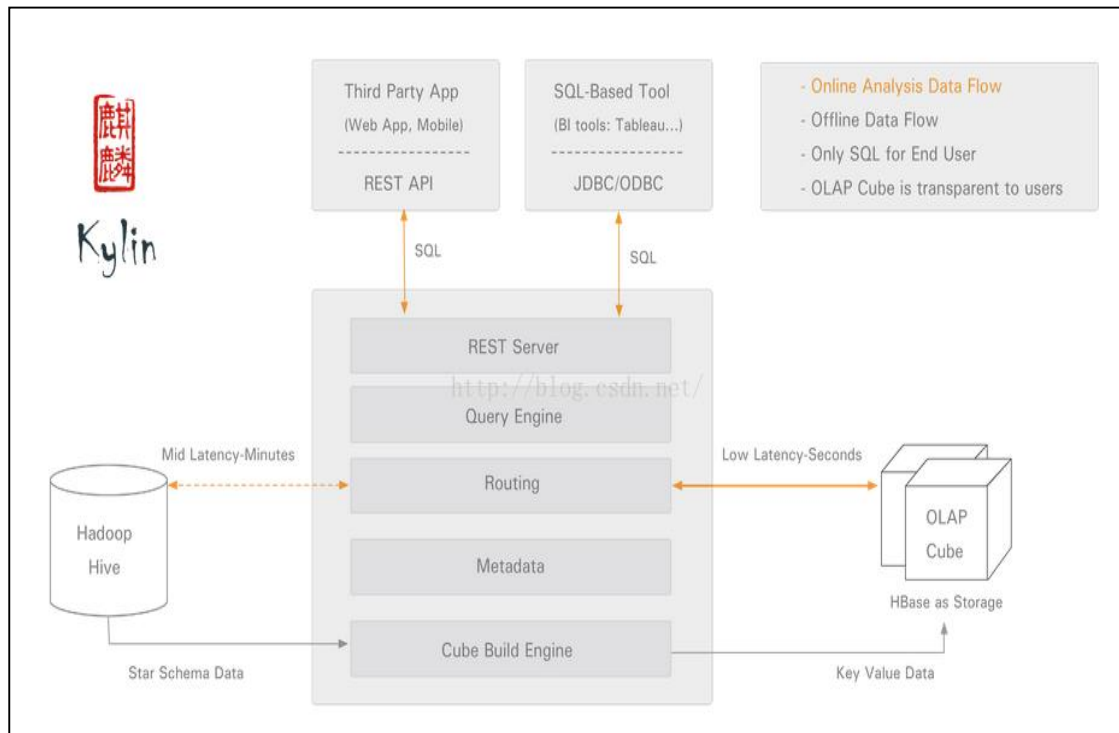 麒麟
Kylin
Third Party App
(Web App, Mobile)
REST API
SQL-Based Tool
(BI tools: Tableau...)
JDBC/ODBC
- Online Analysis Data Flow
- Offline Data Flow
- Only SQL for End User
- OLAP Cube is transparent to users
SQL
SQL
REST Server
http://blog.csdn.net/
Query Engine
Mid Latency-Minutes
Low Latency-Seconds
Routing
Hadoop
Hive
OLAP
Cube
Metadata
HBase as Storage
Cube Build Engine
Star Schema Data
Key Value Data